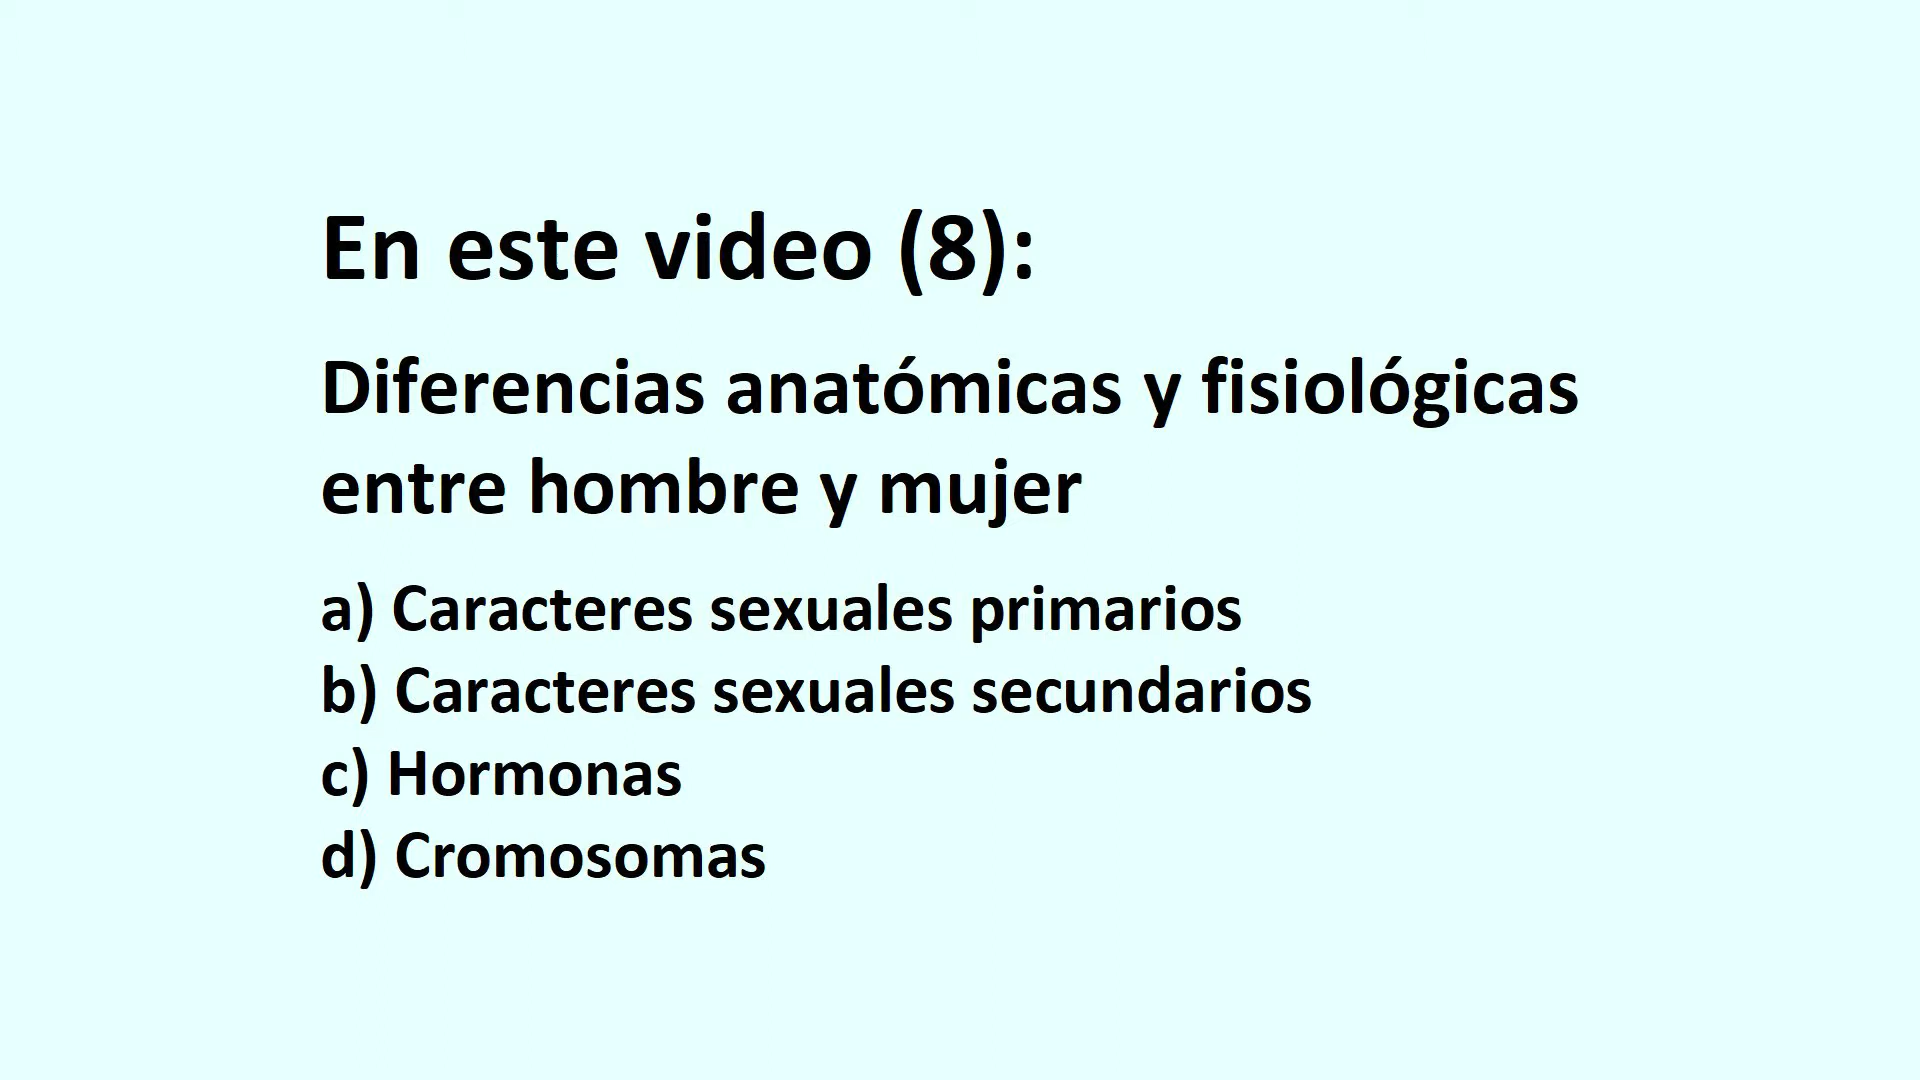 En este video (8):
Diferencias anatómicas y fisiológicas
entre hombre y mujer
a) Caracteres sexuales primarios
b) Caracteres sexuales secundarios
c) Hormonas
d) Cromosomas